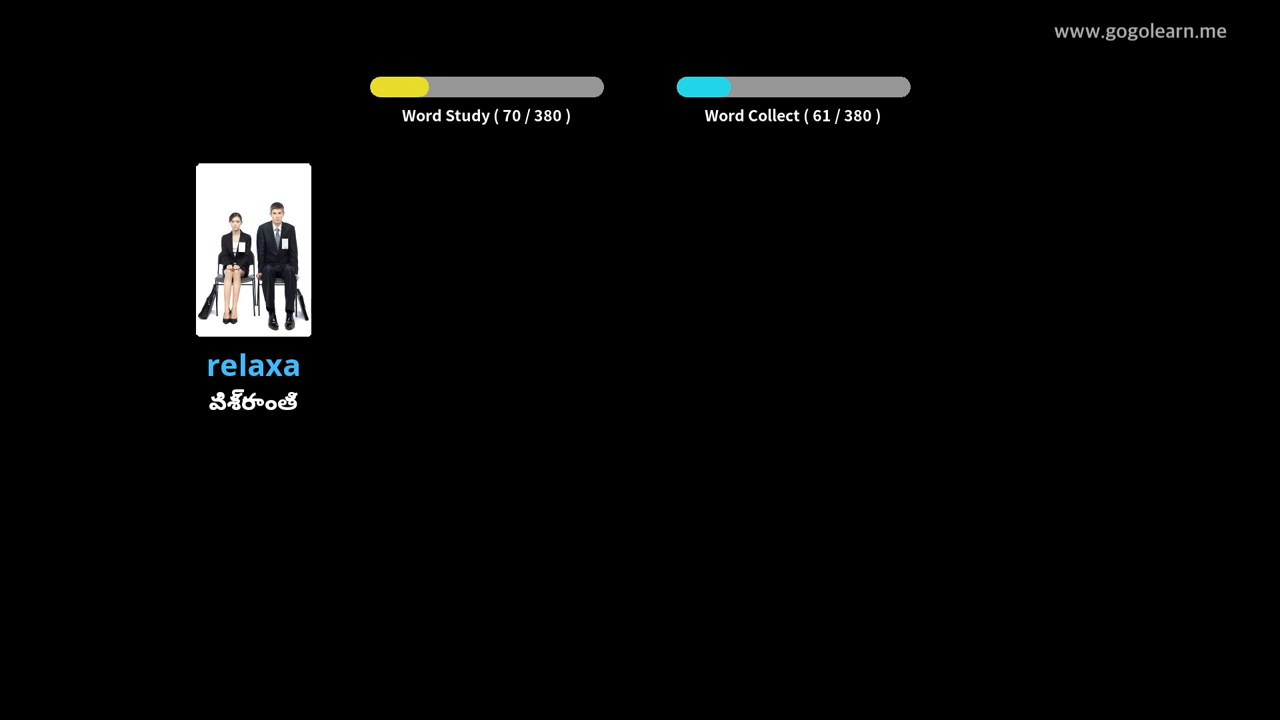 www.gogolearn.me
Word Study ( 70 / 380 )
Word Collect ( 61 / 380 )
relaxa
విశ్రాంతి